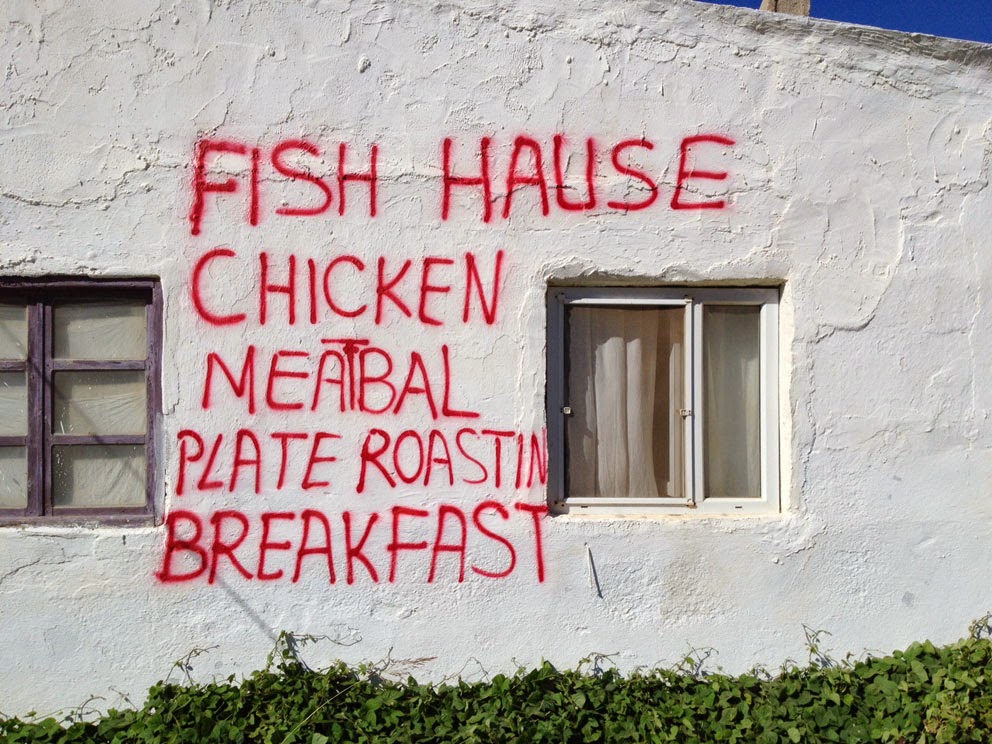 FISH HAUSE
CHICKEN
MEATBAL
PLATE ROASTIN
BREAKFAST